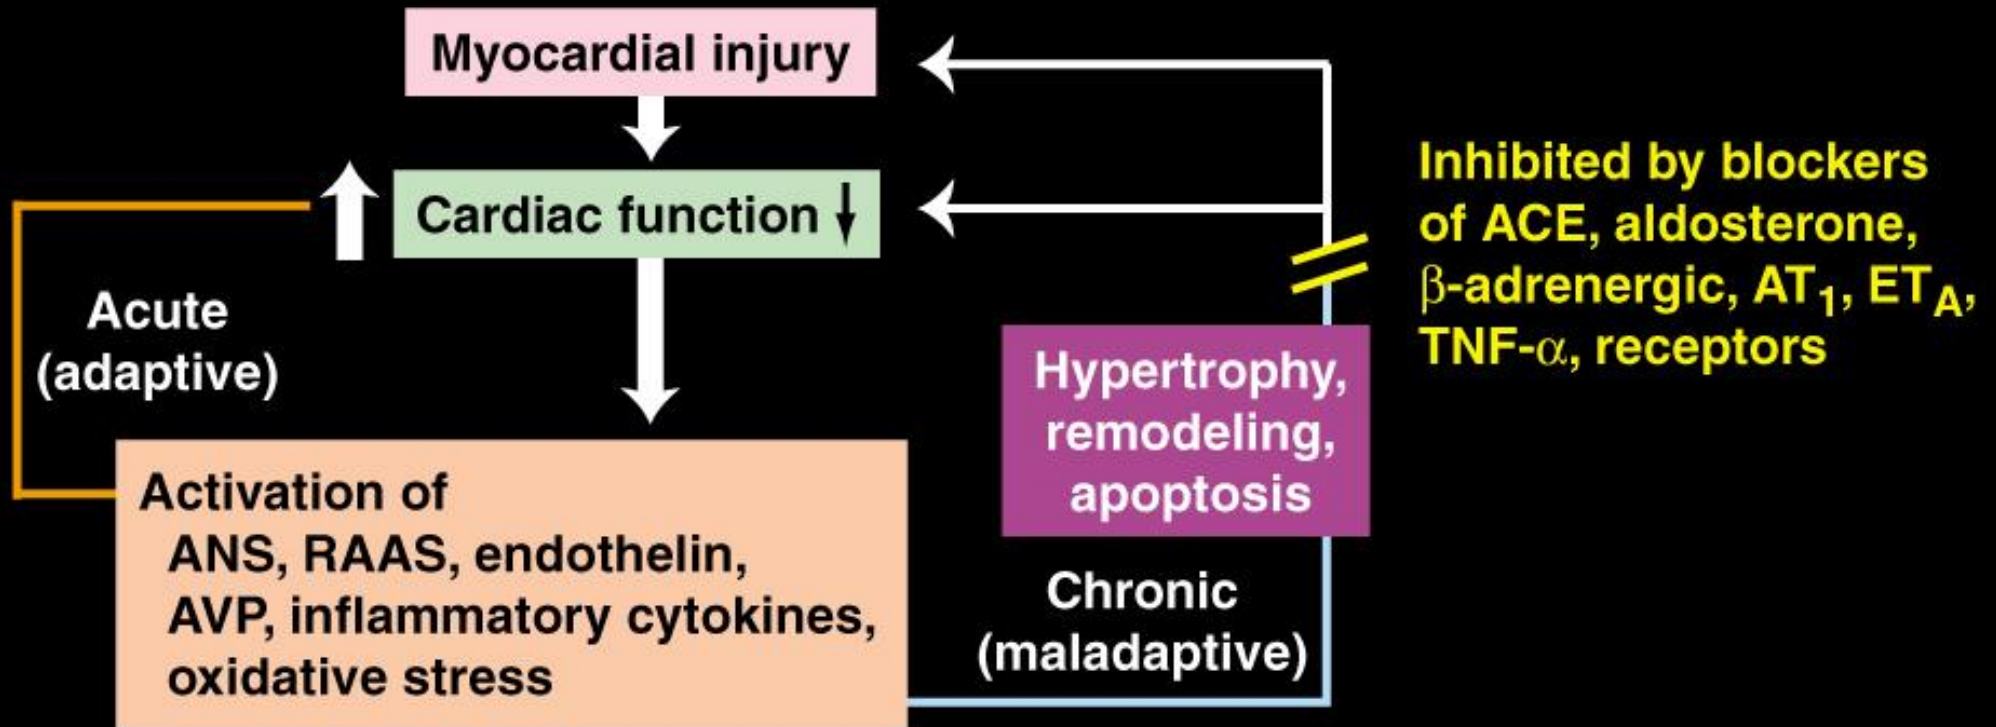 Myocardial injury
Cardiac function ↓
Acute
(adaptive)
Activation of
ANS, RAAS, endothelin,
AVP, inflammatory cytokines,
oxidative stress
Hypertrophy,
remodeling,
apoptosis
Chronic
(maladaptive)
Inhibited by blockers
of ACE, aldosterone,
β-adrenergic, AT₁, ET_A,
TNF-α, receptors